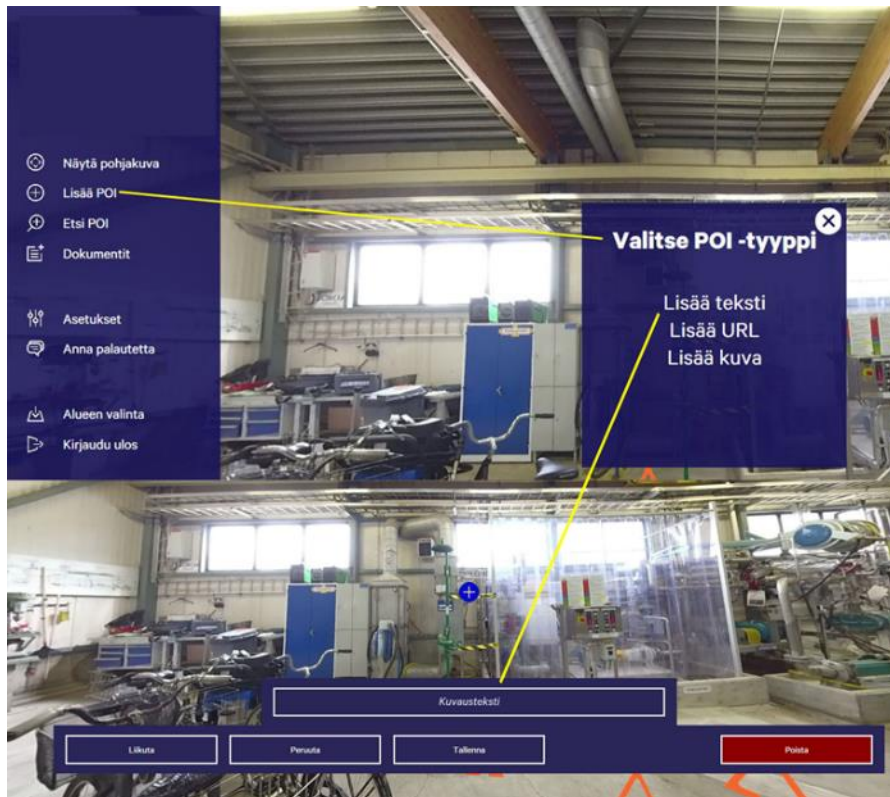 Näytä pohjakuva
Lisää POI
Etsi POI
Dokumentit
Asetukset
Anna palautetta
Alueen valinta
Kirjaudu ulos
Valitse POI -tyyppi
Lisää teksti
Lisää URL
Lisää kuva
Kuvausteksti
Liikuta
Peruuta
Tallenna
Poista